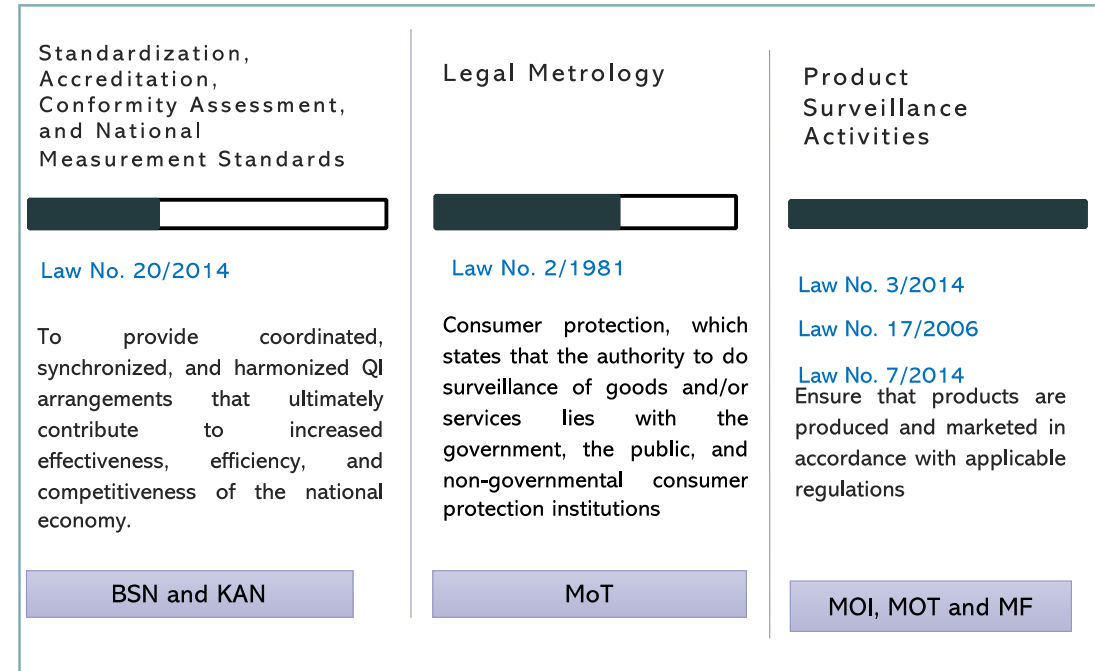 Standardization,
Accreditation,
Conformity Assessment,
and National
Measurement Standards
Law No. 20/2014
To provide coordinated,
synchronized, and harmonized QI
arrangements that ultimately
contribute to increased
effectiveness, efficiency, and
competitiveness of the national
economy.
BSN and KAN
Legal Metrology
Law No. 2/1981
Consumer protection, which
states that the authority to do
surveillance of goods and/or
services lies with the
government, the public, and
non-governmental consumer
protection institutions
MoT
Product
Surveillance
Activities
Law No. 3/2014
Law No. 17/2006
Law No. 7/2014
Ensure that products are
produced and marketed in
accordance with applicable
regulations
MOI, MOT and MF